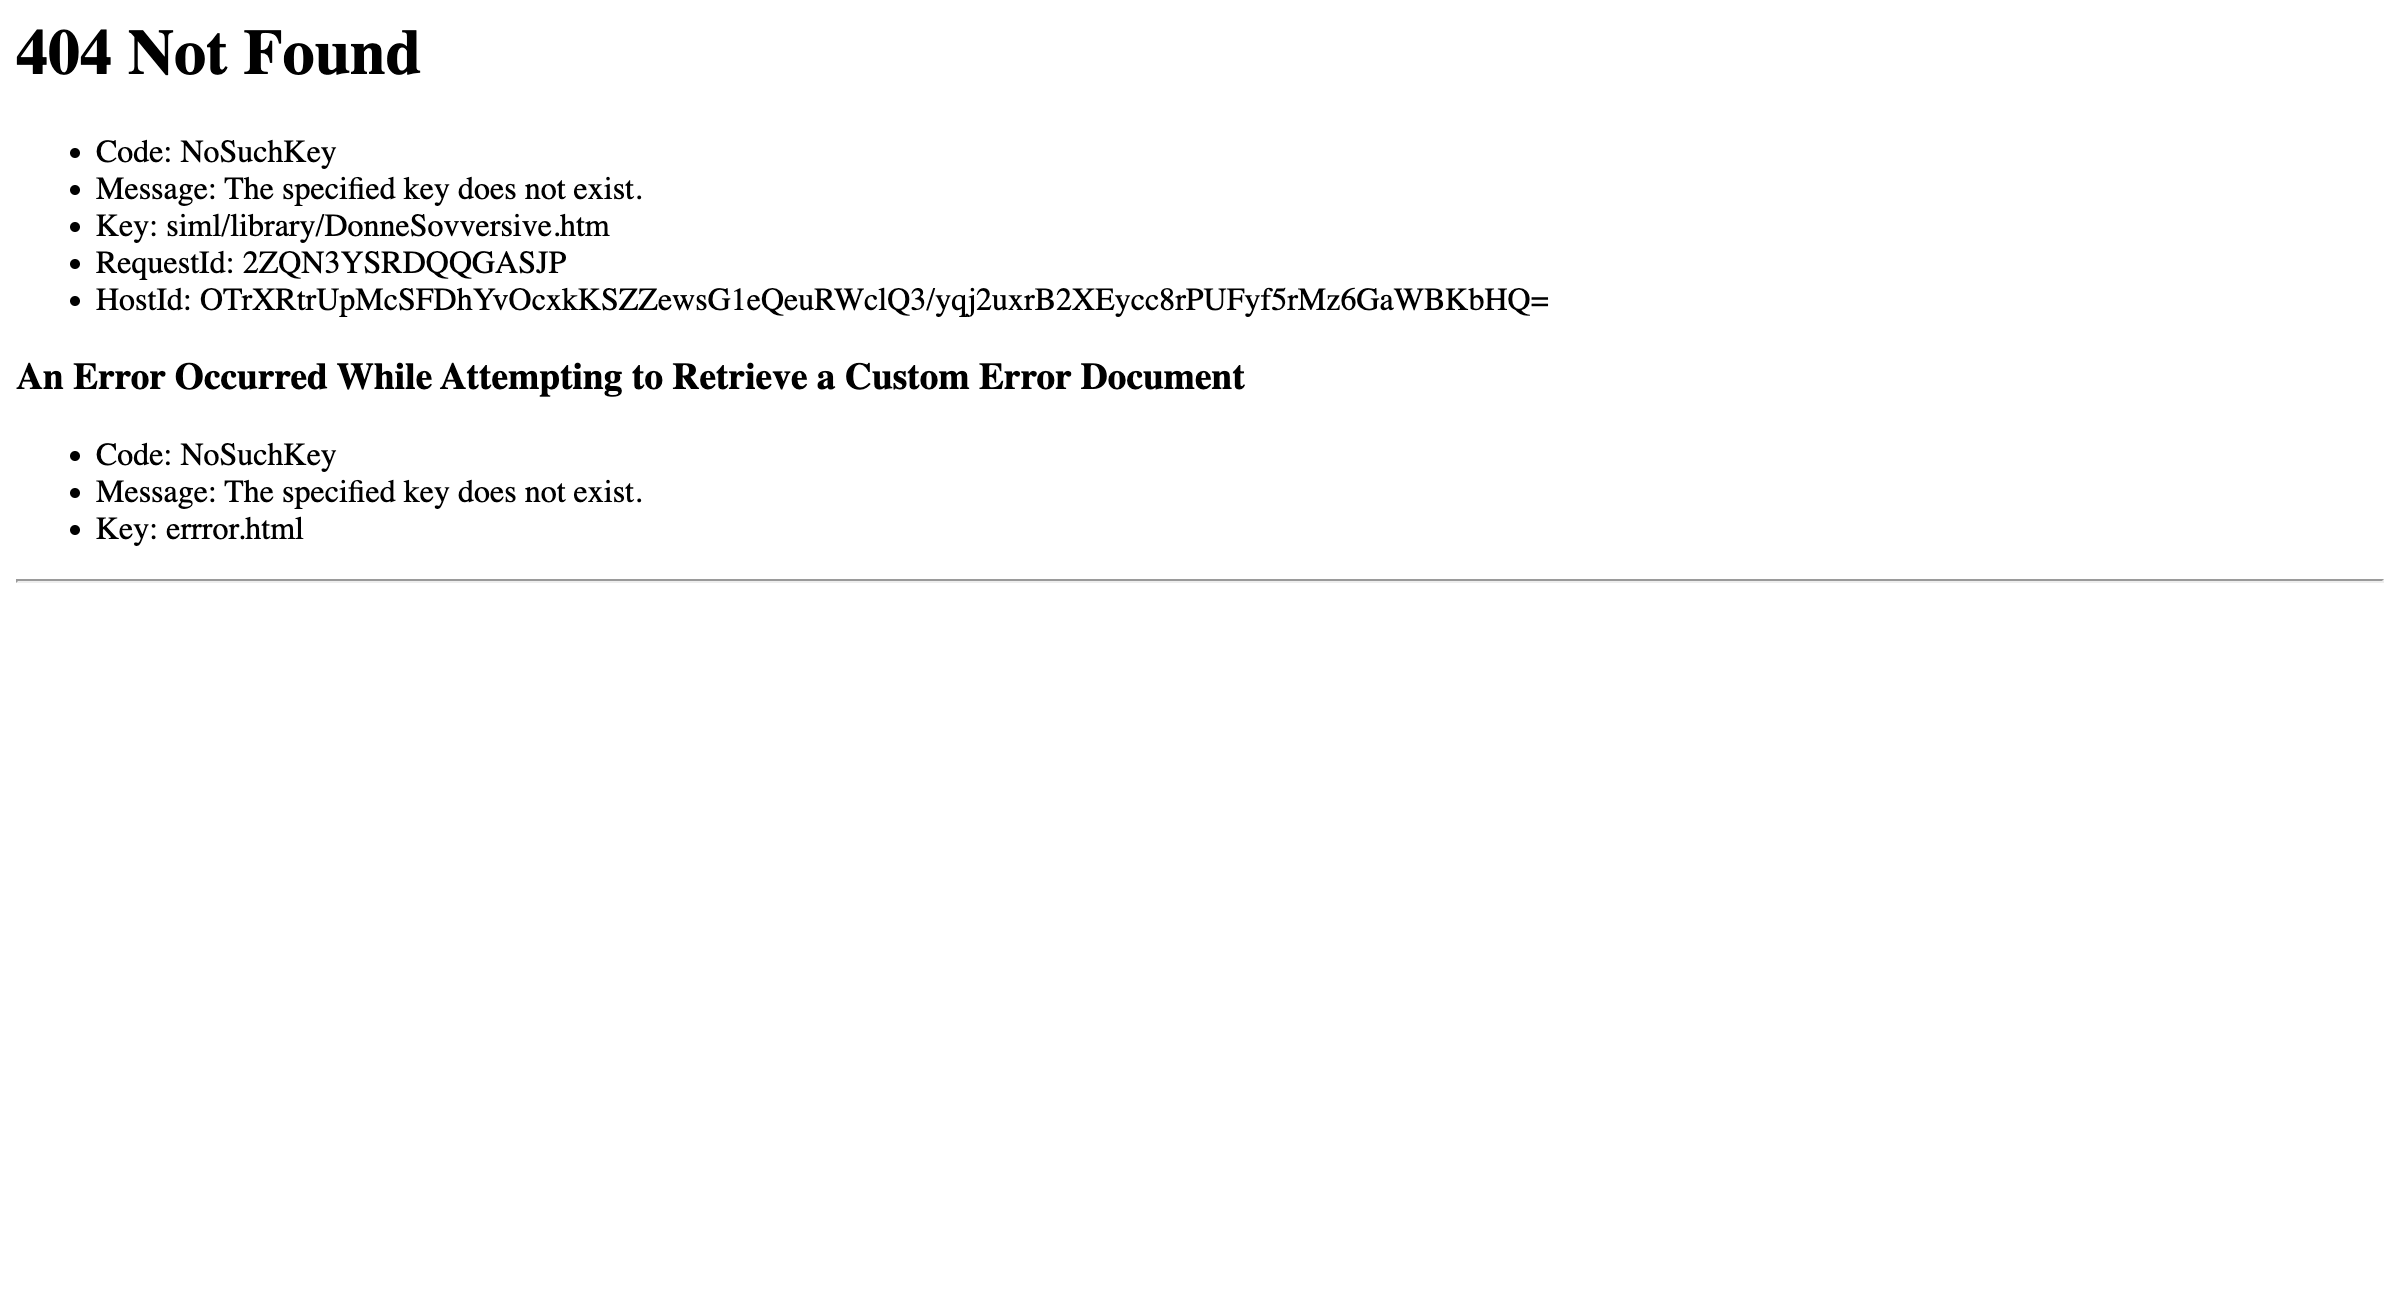 404 Not Found
• Code: NoSuchKey
• Message: The specified key does not exist.
• Key: siml/library/DonneSovversive.htm
• RequestId: 2ZQN3YSRDQQGASJP
• HostId: OTrXRtrUpMcSFDhYvOcxkKSZZewsG1eQeuRWclQ3/yqj2uxrB2XEycc8rPUFyf5rMz6GaWBKbHQ=
An Error Occurred While Attempting to Retrieve a Custom Error Document
• Code: NoSuchKey
• Message: The specified key does not exist.
• Key: errror.html